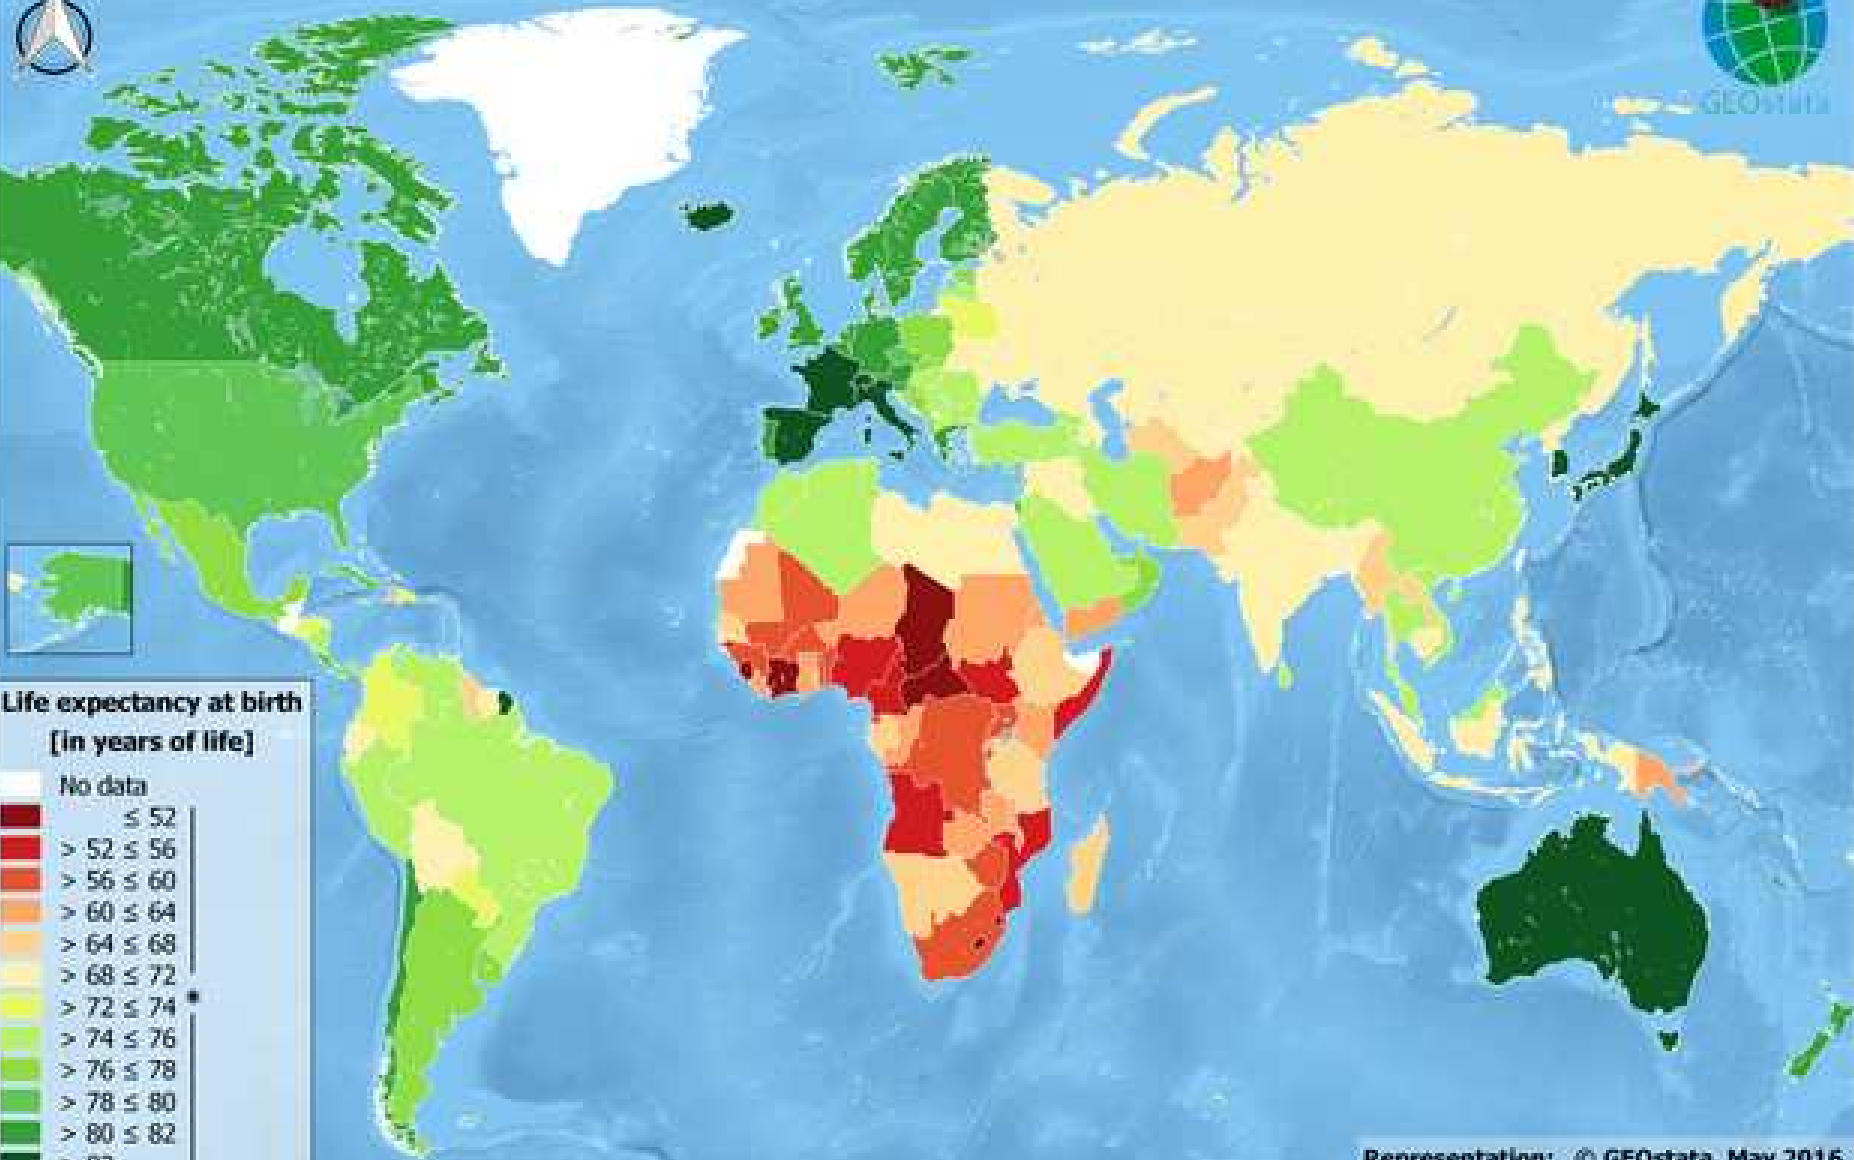 GEOstata
Life expectancy at birth
[in years of life]
No data
≤ 52
> 52 ≤ 56
> 56 ≤ 60
> 60 ≤ 64
> 64 ≤ 68
> 68 ≤ 72
> 72 ≤ 74
> 74 ≤ 76
> 76 ≤ 78
> 78 ≤ 80
> 80 ≤ 82
> 82
Representation: © GEOstata, May 2016